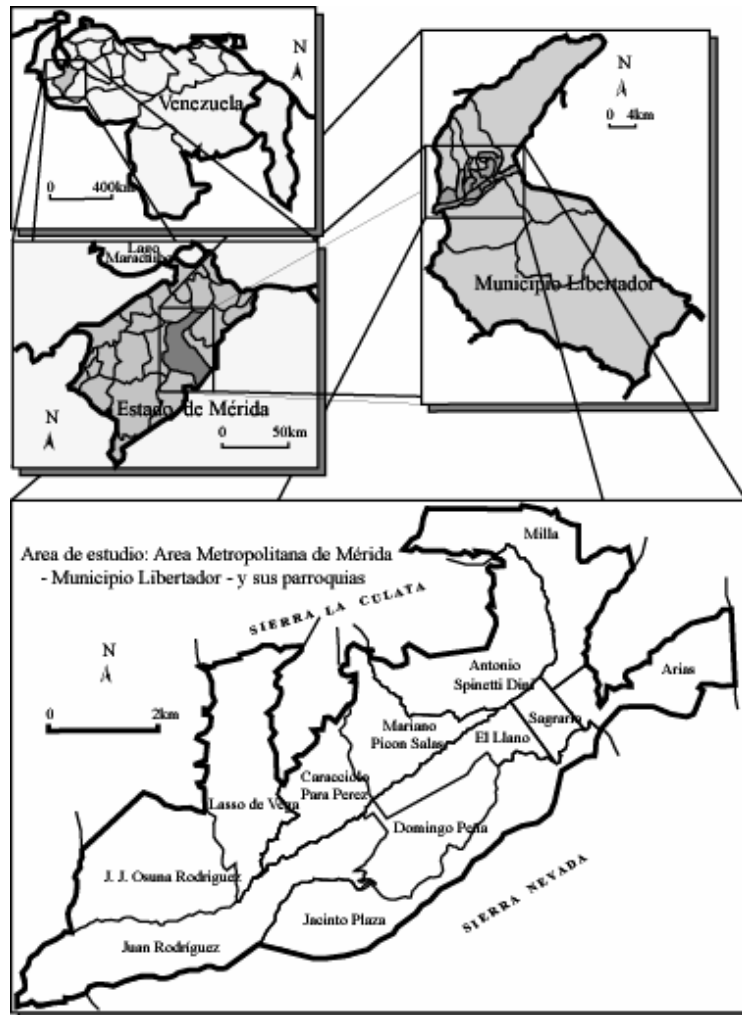 N
Venezuela
0 400km
N
0 4km
Municipio Libertador
Lago
Maracaibo
N
Estado de Mérida
0 50km
Area de estudio: Area Metropolitana de Mérida
- Municipio Libertador - y sus parroquias
N
0 2km
SIERRA LA CULATA
Milla
Antonio
Spinetti Dini
Arias
Sagrario
Mariano
Picon Salas
El Llano
Caracciolo
Para Perez
Lasso de Vega
Domingo Peña
J. J. Osuna Rodriguez
Jacinto Plaza
SIERRA NEVADA
Juan Rodríguez